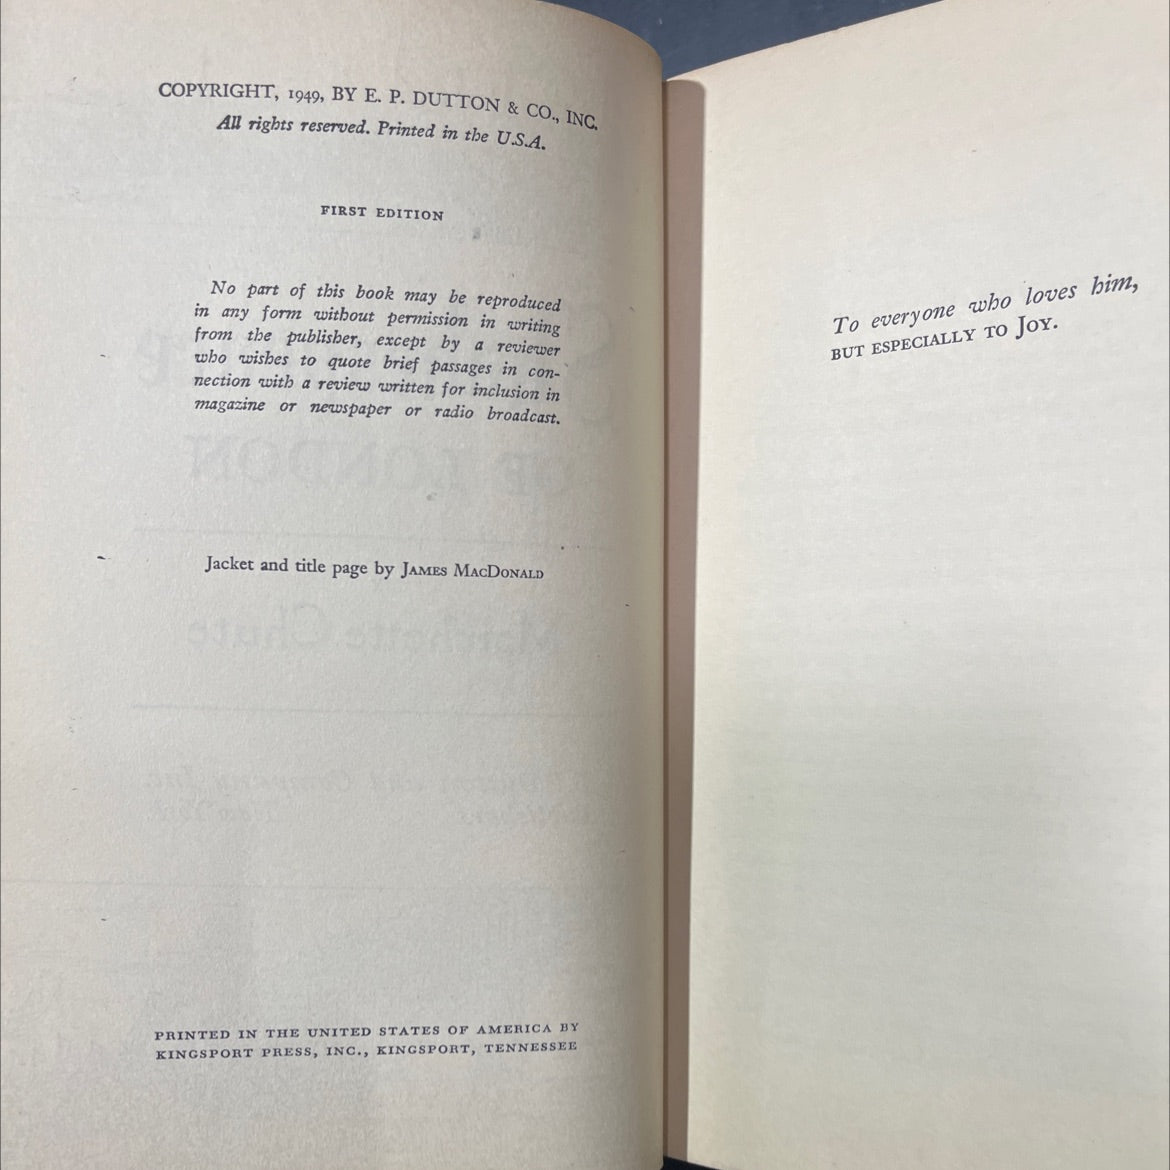 COPYRIGHT, 1949, BY E. P. DUTTON & CO., INC.
All rights reserved. Printed in the U.S.A.
FIRST EDITION
No part of this book may be reproduced
in any form without permission in writing
from the publisher, except by a reviewer
who wishes to quote brief passages in con-
nection with a review written for inclusion in
magazine or newspaper or radio broadcast.
OF LONDON
Jacket and title page by JAMES MACDONALD
Marchette Chute
PRINTED IN THE UNITED STATES OF AMERICA BY
KINGSPORT PRESS, INC., KINGSPORT, TENNESSEE
To everyone who loves him,
BUT ESPECIALLY TO JOY.